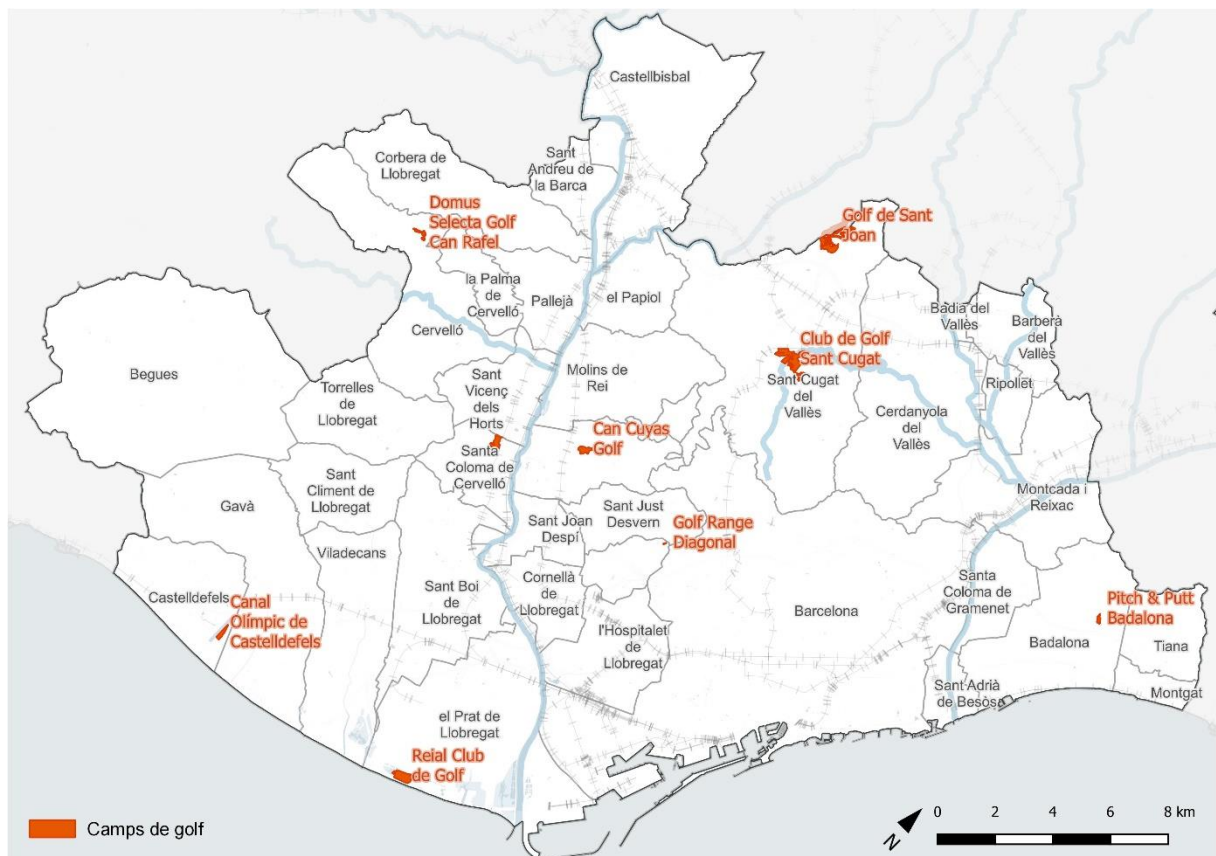 Castellbisbal
Corbera de
Llobregat
Sant
Andreu de
la Barca
Domus
Selecta Golf
Can Rafel
Golf de Sant
Joan
la Palma
de
Cervelló
Pallejà
el Papiol
Cervelló
Badia del
Vallès
Barberà
del
Vallès
Club de Golf
Sant Cugat
Begues
Torrelles
de
Llobregat
Sant
Vicenç
dels
Horts
Molins de
Rei
Sant Cugat
del
Vallès
Ripollet
Cerdanyola
del
Vallès
Can Cuyas
Golf
Santa
Coloma de
Cervelló
Sant
Climent de
Llobregat
Gavà
Montcada i
Reixac
Sant Just
Desvern
Sant Joan
Despí
Golf Range
Diagonal
Viladecans
Sant Boi
de
Llobregat
Cornellà
de
Llobregat
Santa
Coloma de
Gramenet
Castelldefels
Canal
Olímpic de
Castelldefels
Barcelona
Pitch & Putt
Badalona
l'Hospitalet
de
Llobregat
Badalona
Tiana
Sant Adrià
de Besòs
Montgat
el Prat de
Llobregat
Reial Club
de Golf
Camps de golf
N
0 2 4 6 8 km